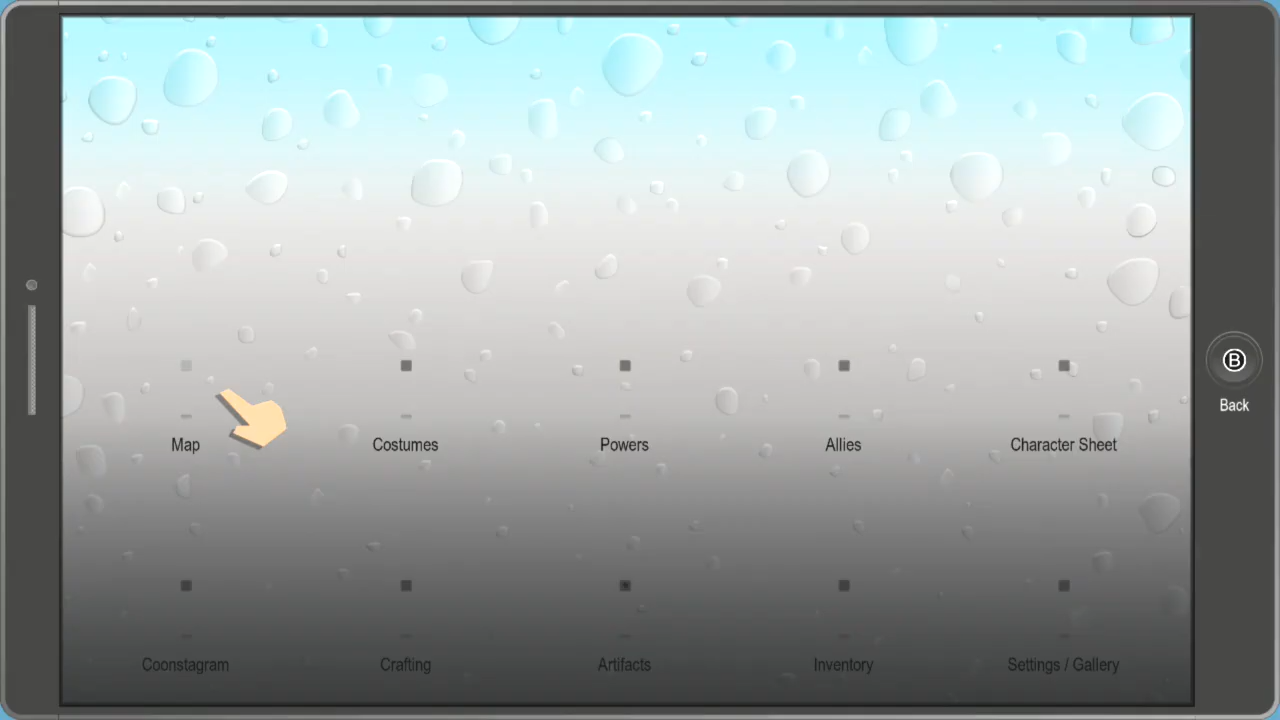 B
Map Costumes Powers Allies Character Sheet
Back
Coonstagram Crafting Artifacts Inventory Settings / Gallery